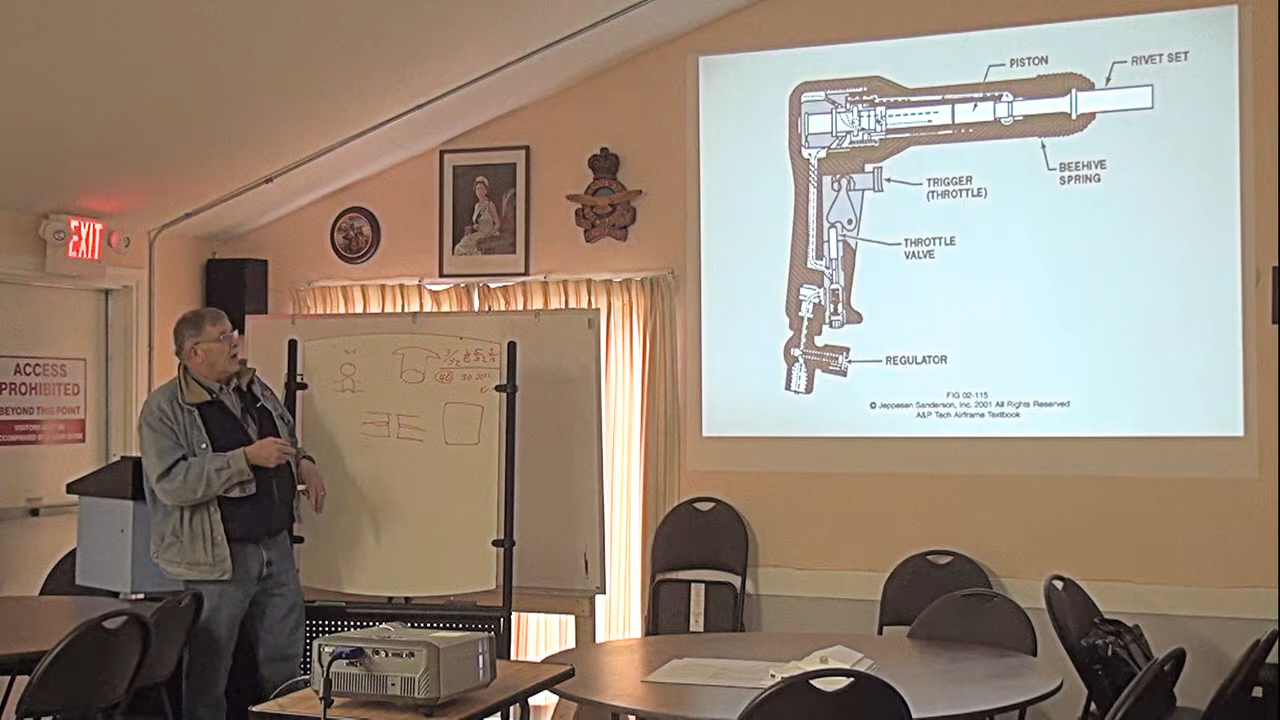 EXIT
ACCESS
PROHIBITED
BEYOND THIS POINT
PISTON
RIVET SET
BEEHIVE
SPRING
TRIGGER
(THROTTLE)
THROTTLE
VALVE
REGULATOR
FIG 02-115
© Jeppesen Sanderson, Inc. 2001 All Rights Reserved
A&P Tech Airframe Textbook